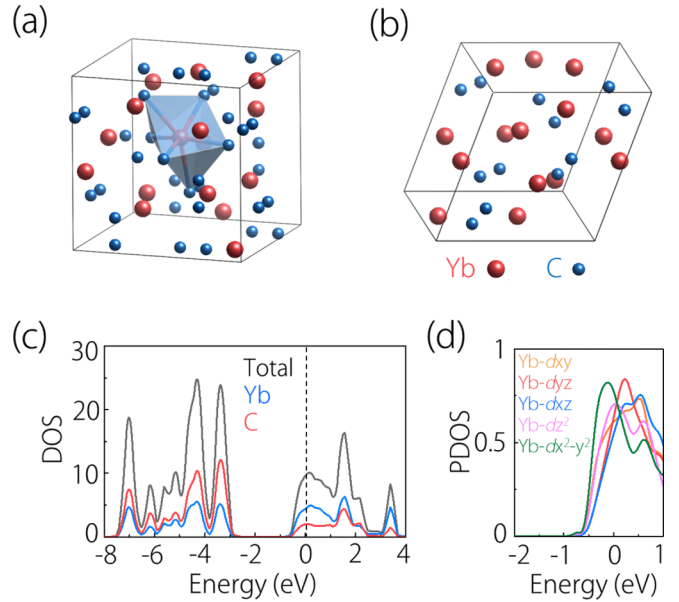 (a)
(b)
Yb C
(c)
30
20
10
0
DOS
Total
Yb
C
-8 -6 -4 -2 0 2 4
Energy (eV)
(d)
1
0.5
0
PDOS
Yb-dxy
Yb-dyz
Yb-dxz
Yb-dz²
Yb-dx²-y²
-2 -1 0 1
Energy (eV)